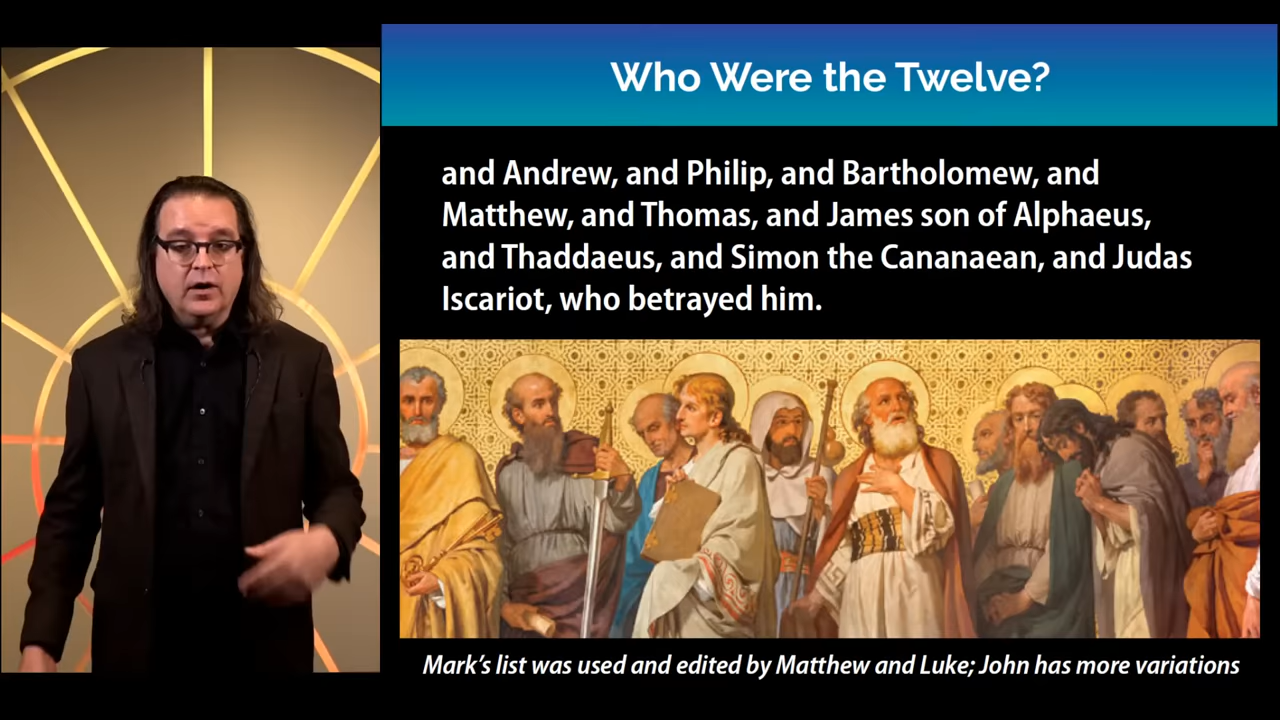 Who Were the Twelve?
and Andrew, and Philip, and Bartholomew, and
Matthew, and Thomas, and James son of Alphaeus,
and Thaddaeus, and Simon the Cananaean, and Judas
Iscariot, who betrayed him.
Mark's list was used and edited by Matthew and Luke; John has more variations